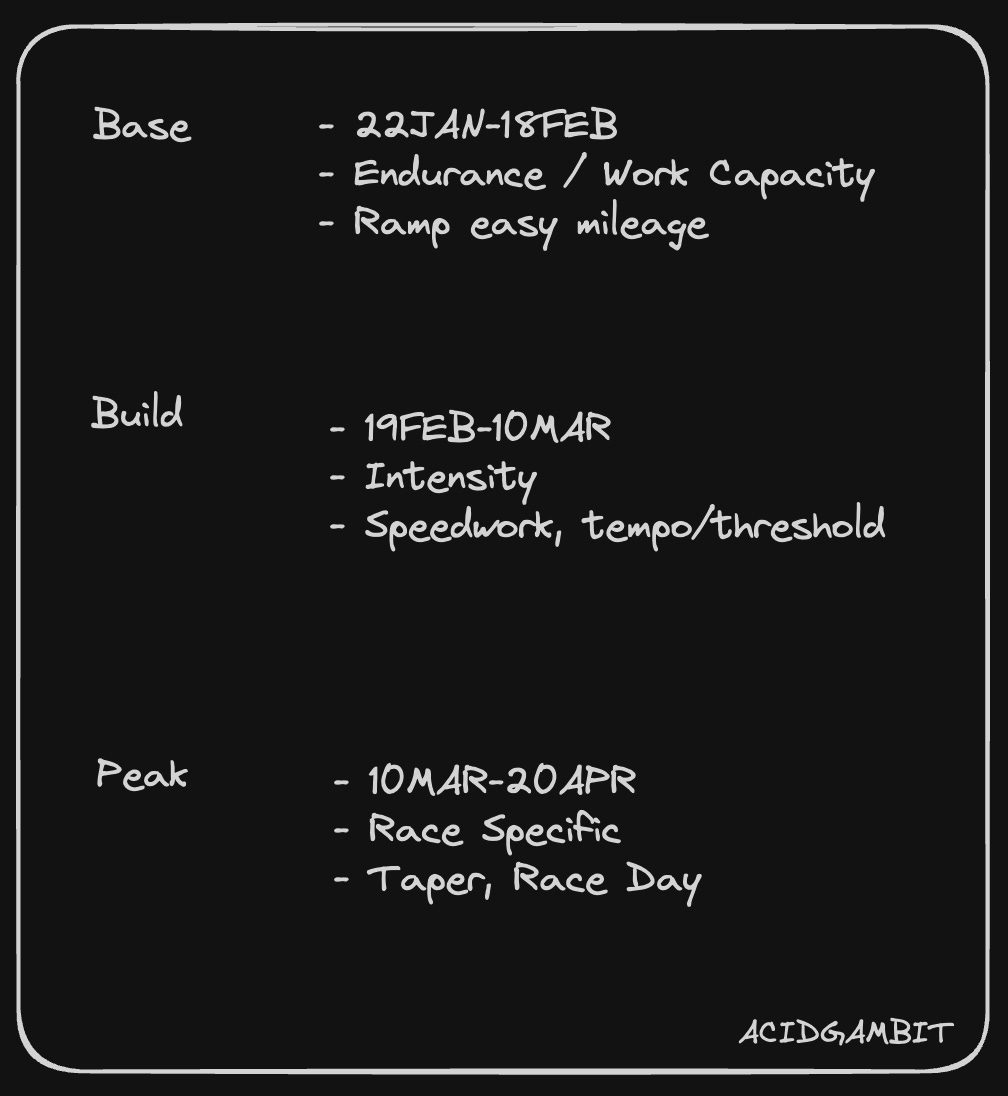 Base
- 22JAN-18FEB
- Endurance / Work Capacity
- Ramp easy mileage
Build
- 19FEB-10MAR
- Intensity
- Speedwork, tempo/threshold
Peak
- 10MAR-20APR
- Race Specific
- Taper, Race Day
ACIDGAMBIT